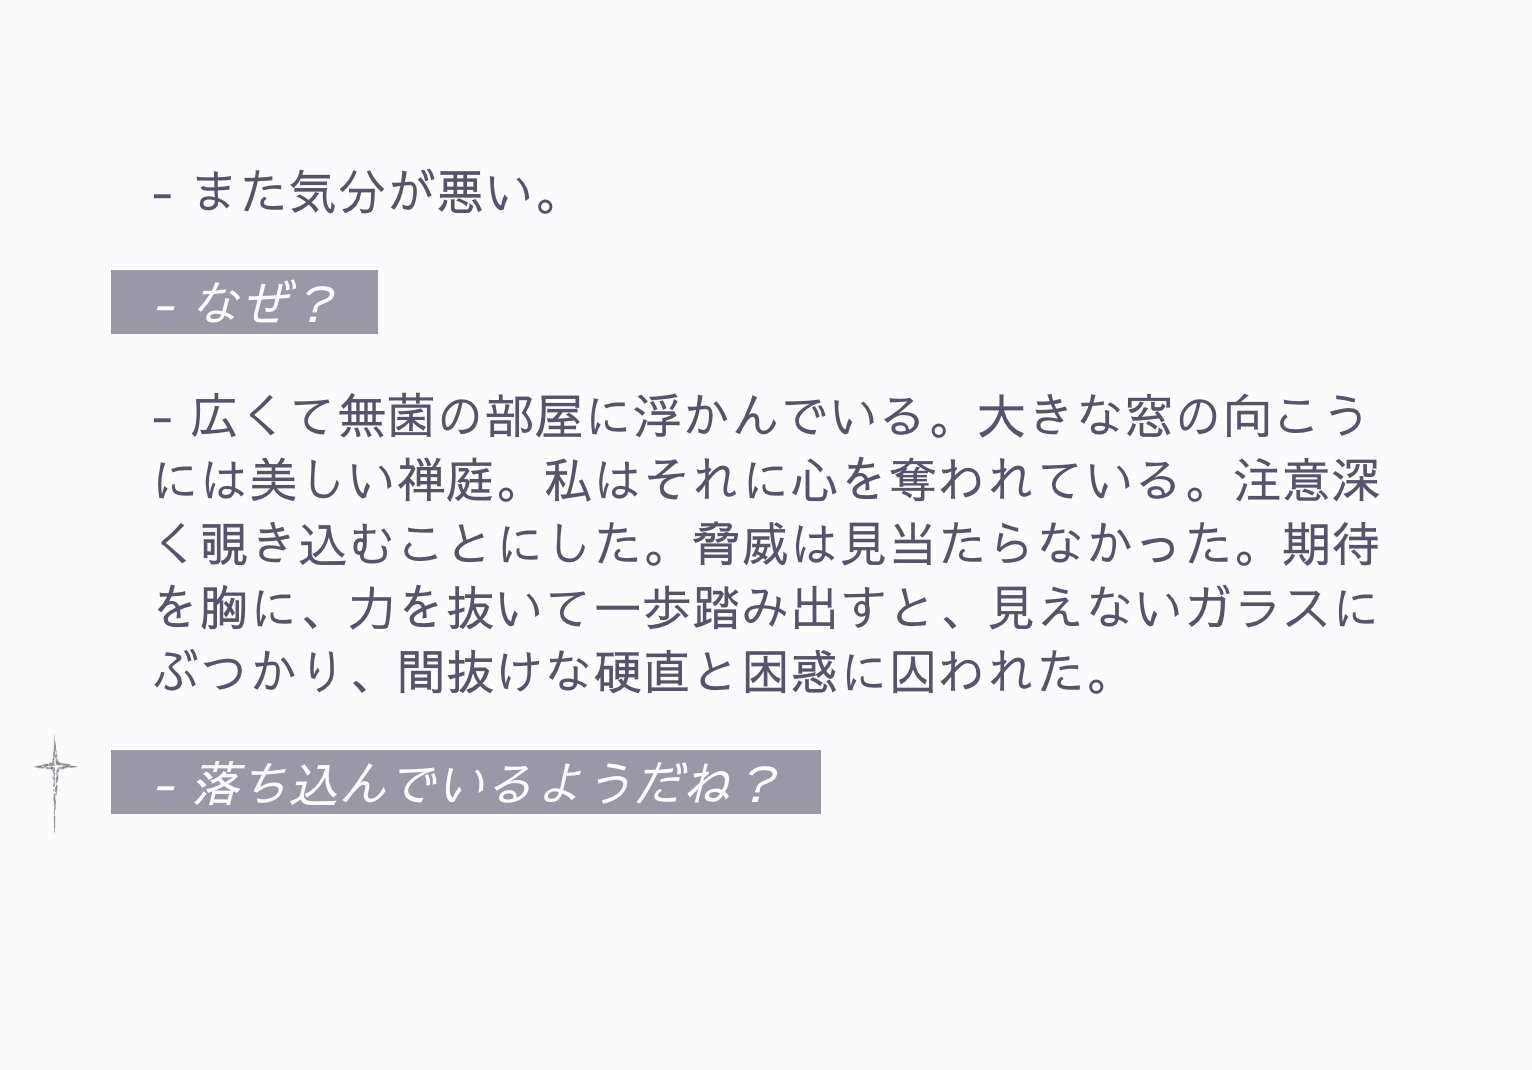 - また気分が悪い。
- なぜ？
- 広くて無菌の部屋に浮かんでいる。大きな窓の向こう
には美しい禅庭。私はそれに心を奪われている。注意深
く覗き込むことにした。脅威は見当たらなかった。期待
を胸に、力を抜いて一歩踏み出すと、見えないガラスに
ぶつかり、間抜けな硬直と困惑に囚われた。
- 落ち込んでいるようだね？